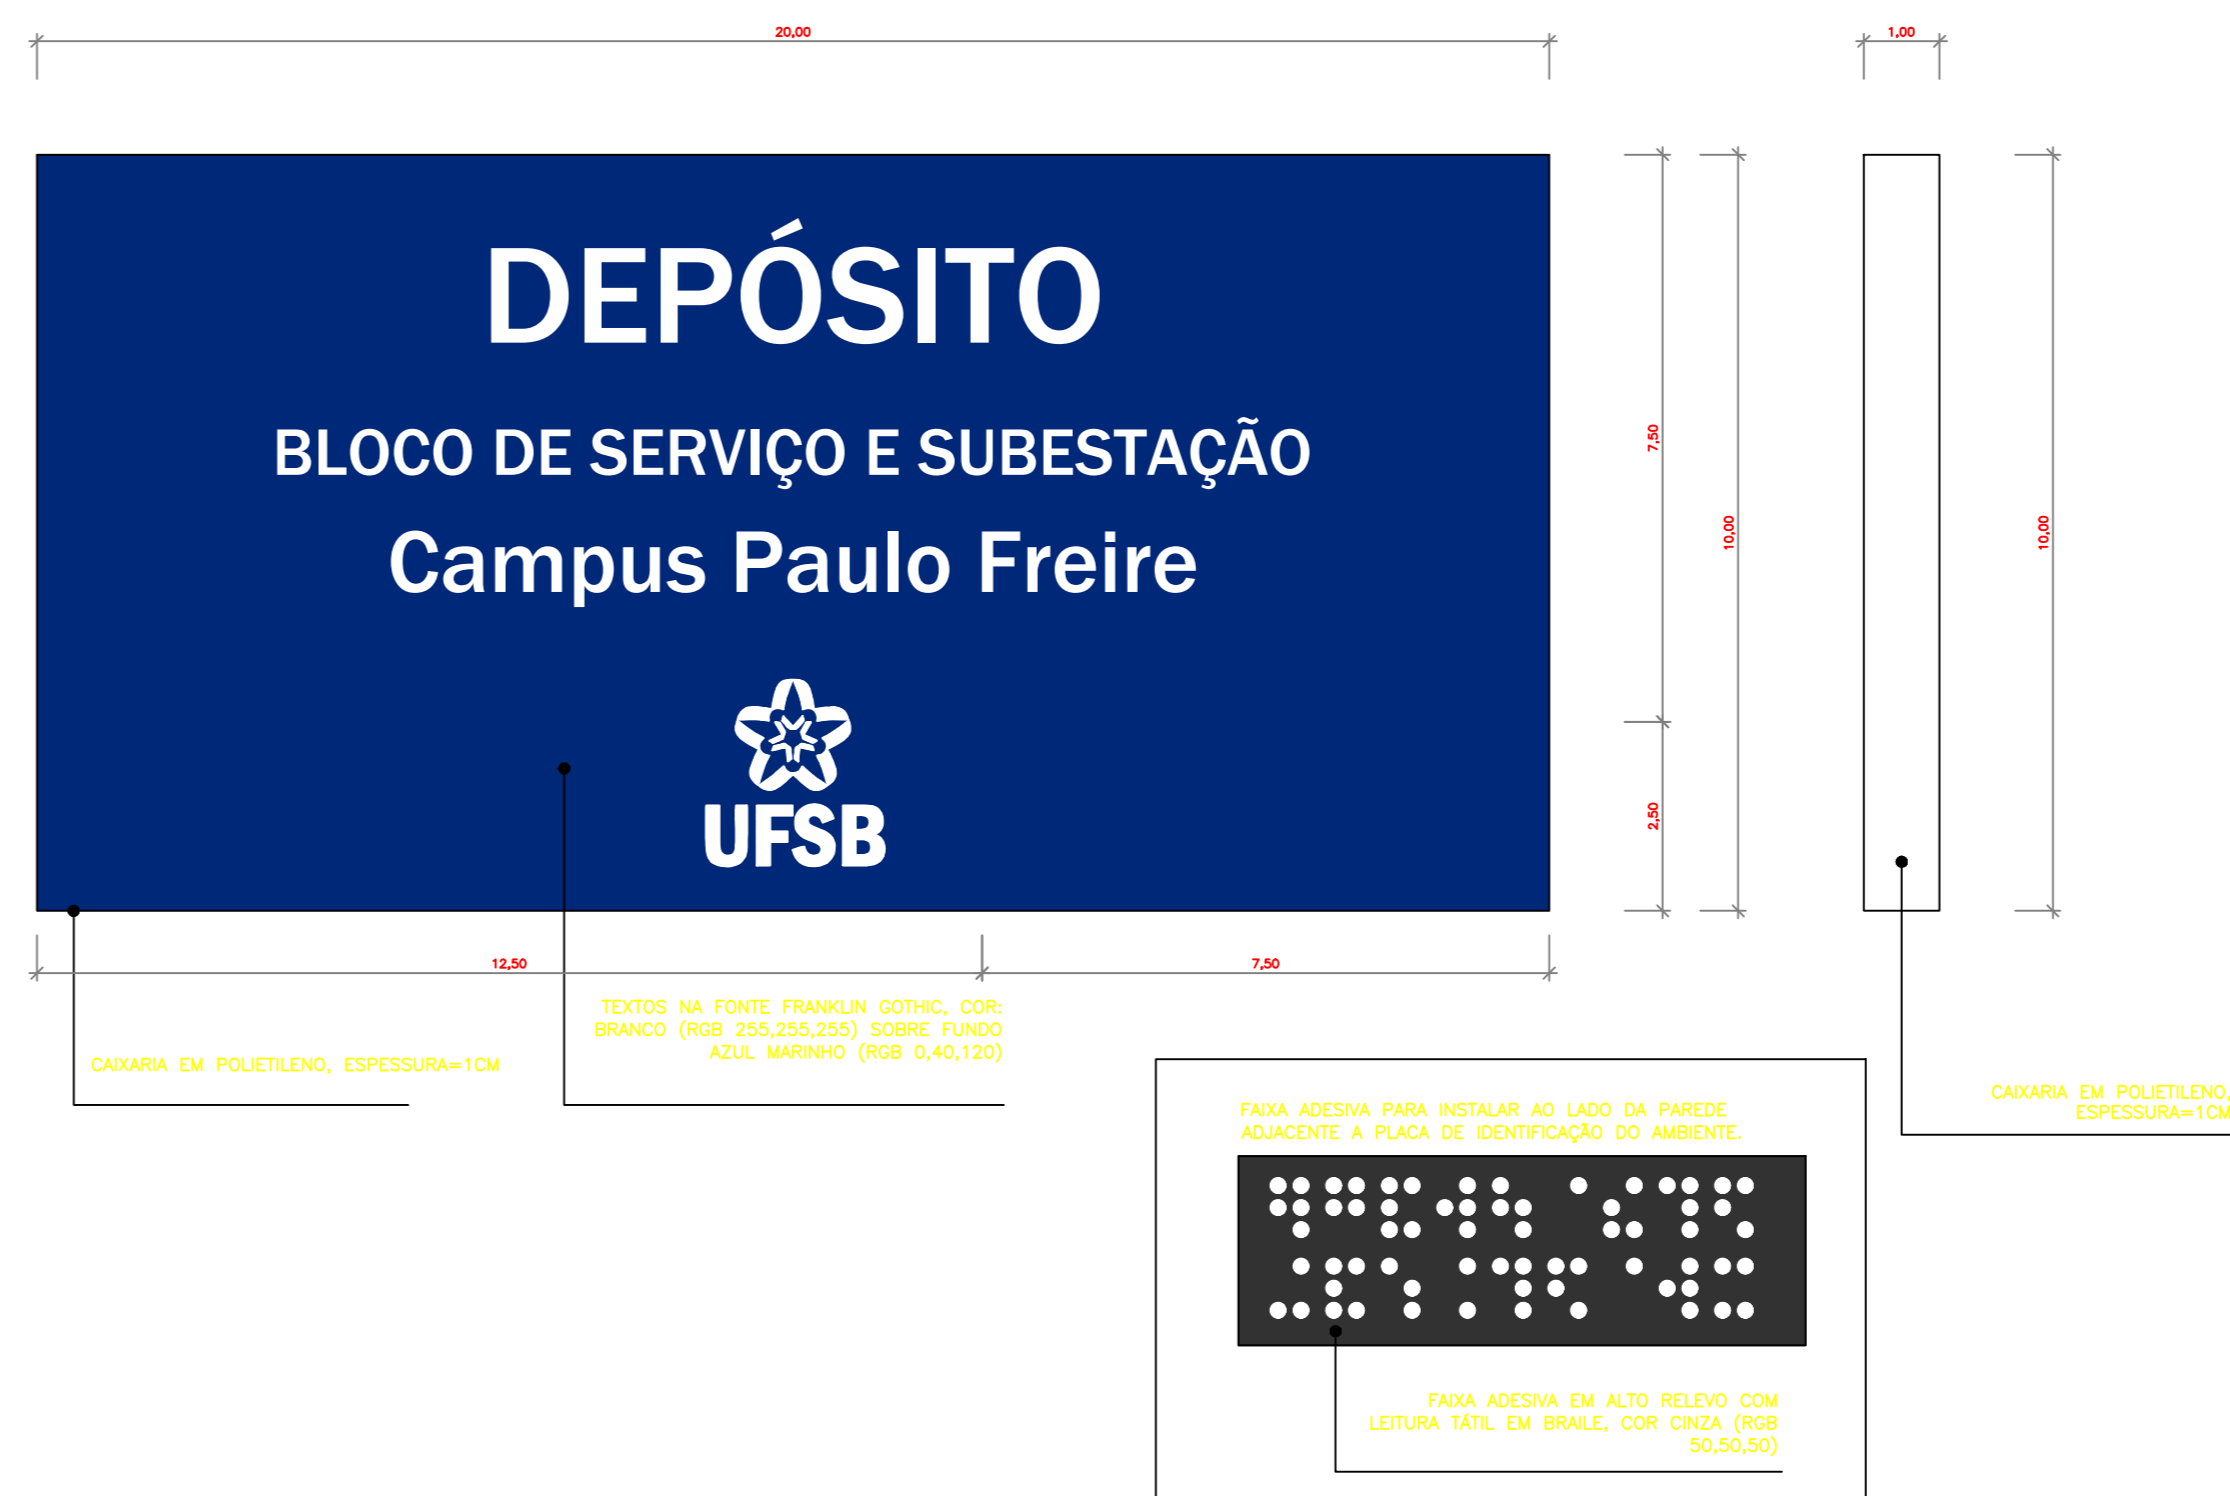 20,00
1,00
DEPÓSITO
BLOCO DE SERVIÇO E SUBESTAÇÃO
Campus Paulo Freire
UFSB
7,50
10,00
10,00
2,50
12,50
7,50
TEXTOS NA FONTE FRANKLIN GOTHIC, COR:
BRANCO (RGB 255,255,255) SOBRE FUNDO
AZUL MARINHO (RGB 0,40,120)
CAIXARIA EM POLIETILENO, ESPESSURA=1CM
CAIXARIA EM POLIETILENO,
ESPESSURA=1CM
FAIXA ADESIVA PARA INSTALAR AO LADO DA PAREDE
ADJACENTE A PLACA DE IDENTIFICAÇÃO DO AMBIENTE.
FAIXA ADESIVA EM ALTO RELEVO COM
LEITURA TÁTIL EM BRAILE, COR CINZA (RGB
50,50,50)